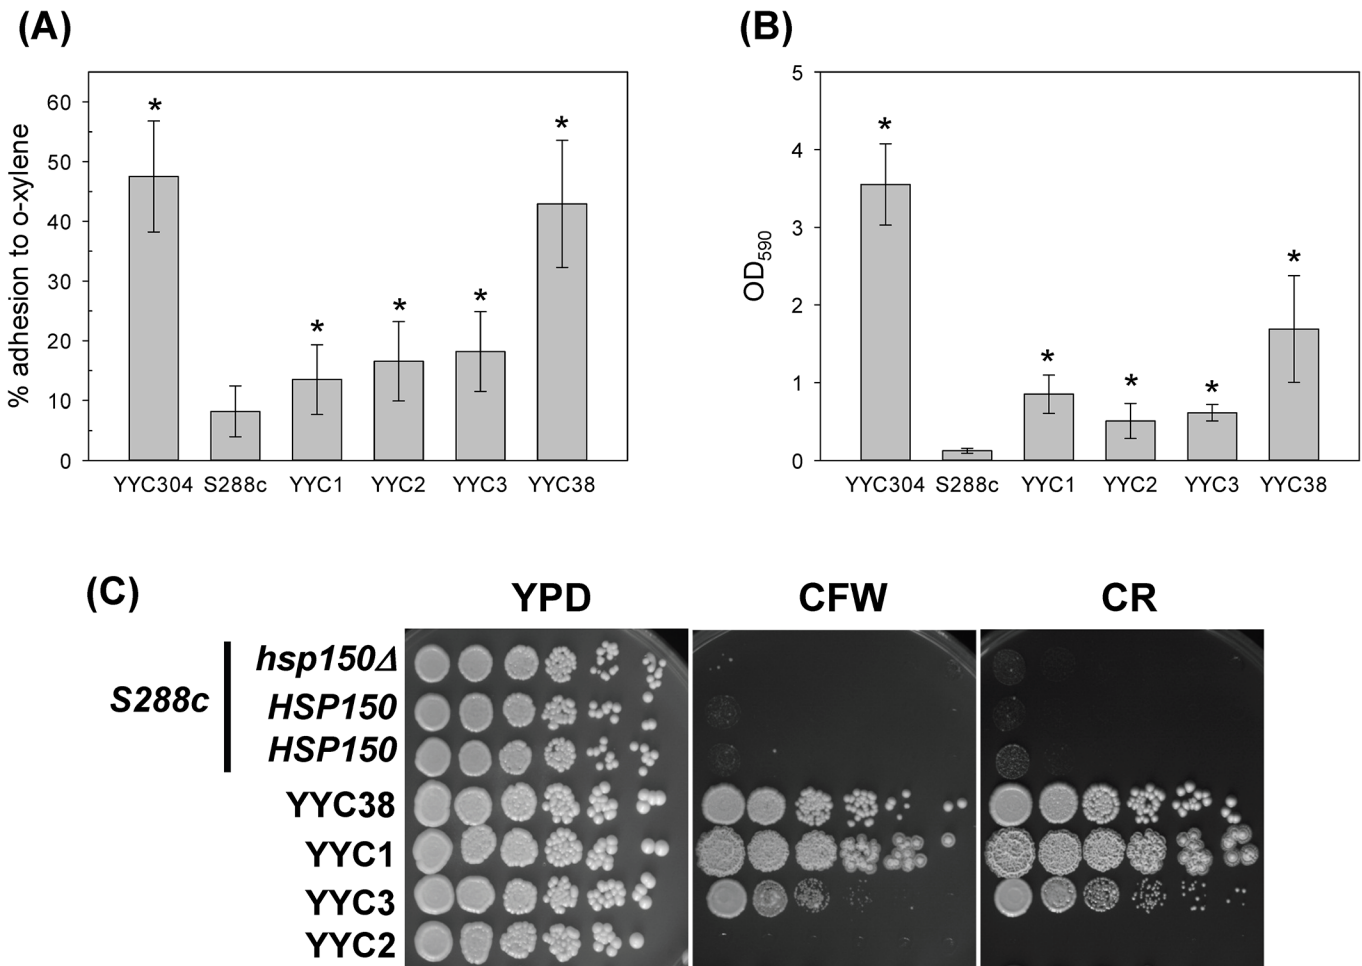 (A)
% adhesion to o-xylene
60
50
40
30
20
10
0
*
*
*
*
*
YYC304 S288c YYC1 YYC2 YYC3 YYC38
(B)
OD590
5
4
3
2
1
0
*
*
*
*
*
YYC304 S288c YYC1 YYC2 YYC3 YYC38
(C)
YPD CFW CR
S288c
hsp150Δ
HSP150
HSP150
YYC38
YYC1
YYC3
YYC2